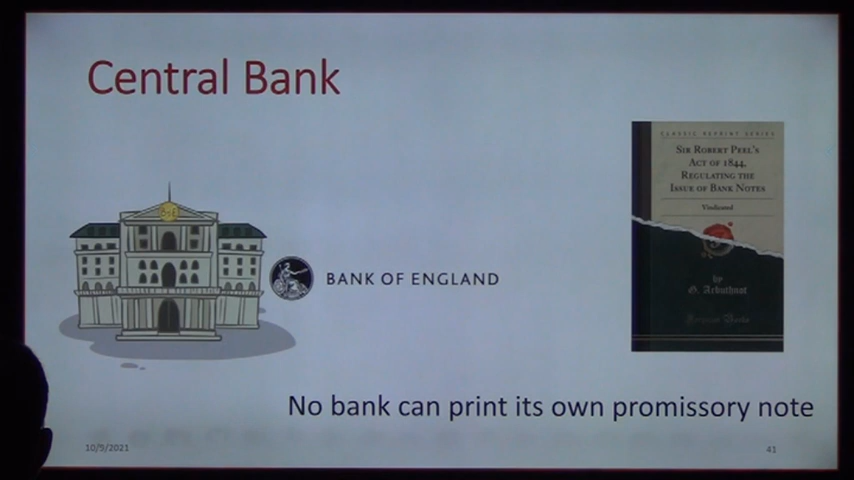 Central Bank
CLASSIC REPRINT SERIES
SIR ROBERT PEEL'S
ACT OF 1844,
REGULATING THE
ISSUE OF BANK NOTES
Vindicated
by
G. Arbuthnot
BANK OF ENGLAND
No bank can print its own promissory note
10/9/2021
41